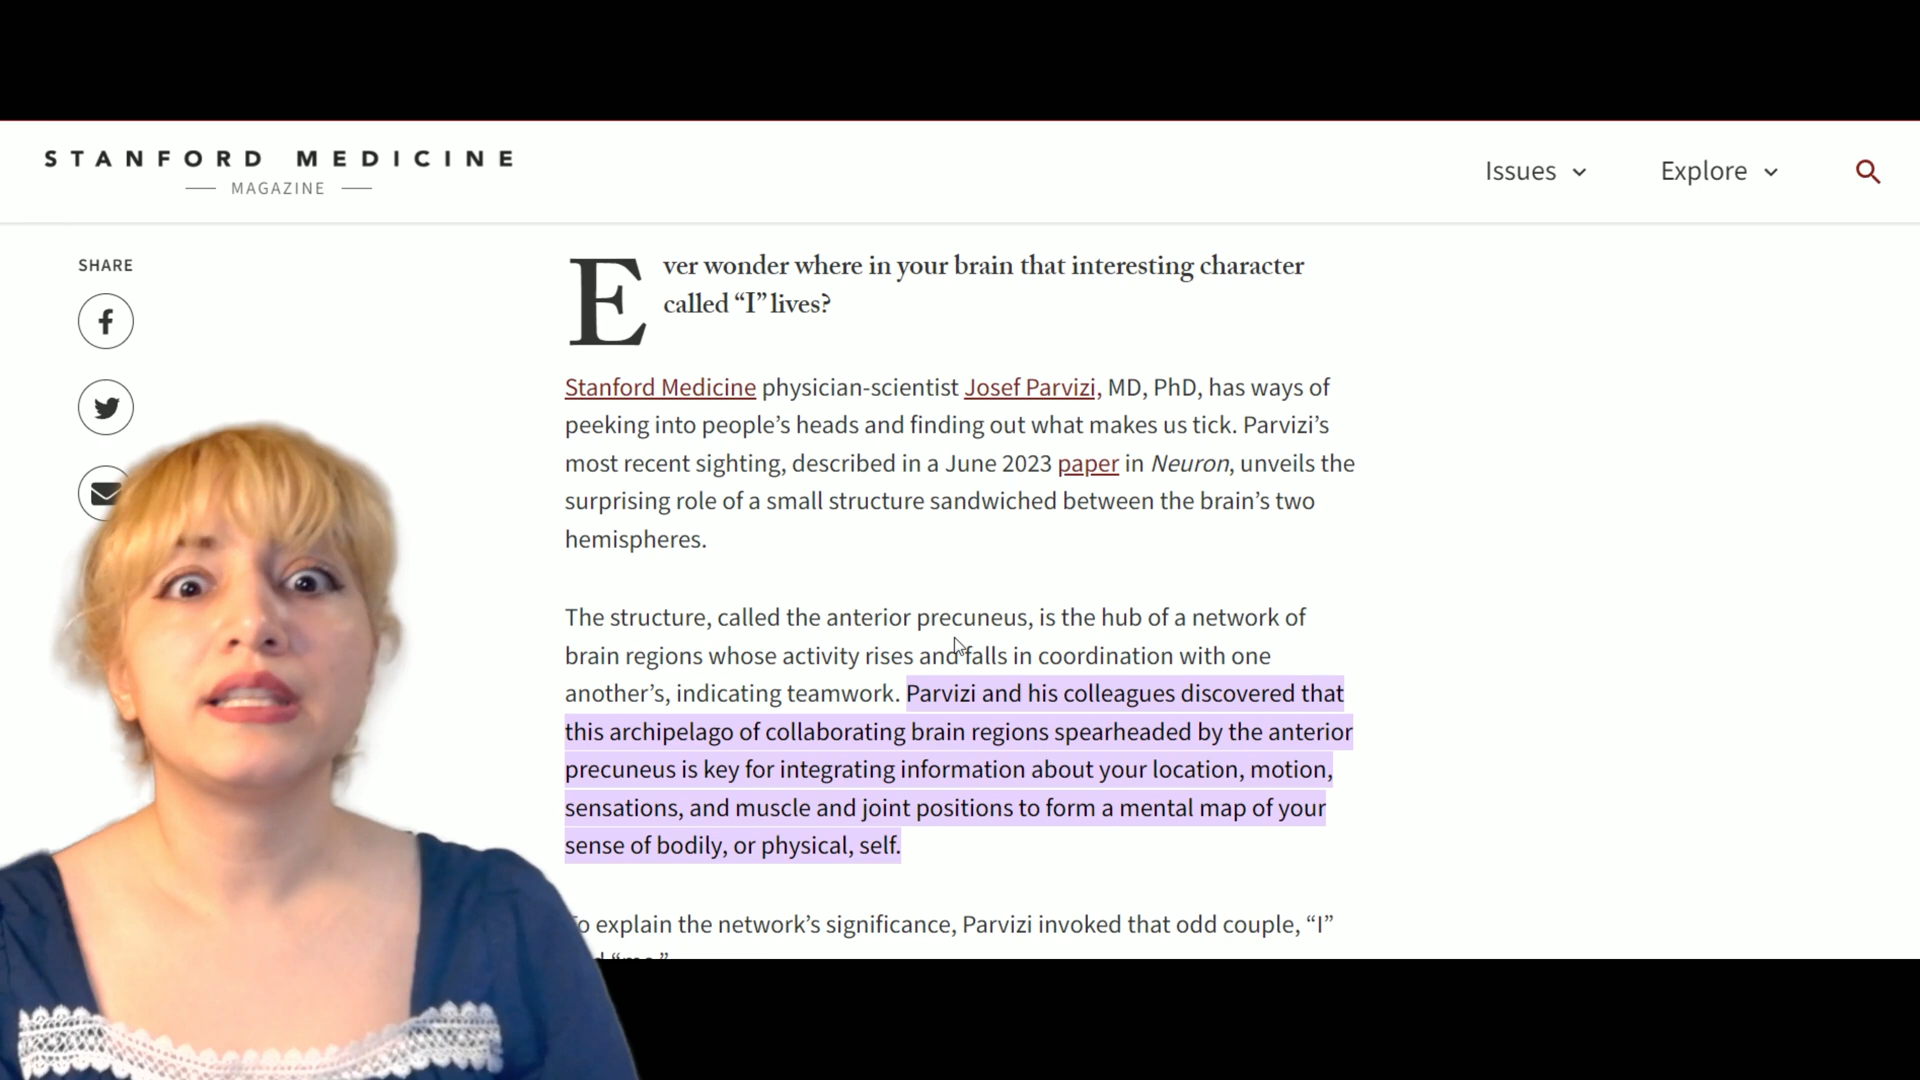 STANFORD MEDICINE
MAGAZINE
Issues
Explore
SHARE
Ever wonder where in your brain that interesting character
called “I” lives?
Stanford Medicine physician-scientist Josef Parvizi, MD, PhD, has ways of
peeking into people’s heads and finding out what makes us tick. Parvizi’s
most recent sighting, described in a June 2023 paper in Neuron, unveils the
surprising role of a small structure sandwiched between the brain’s two
hemispheres.
The structure, called the anterior precuneus, is the hub of a network of
brain regions whose activity rises and falls in coordination with one
another’s, indicating teamwork. Parvizi and his colleagues discovered that
this archipelago of collaborating brain regions spearheaded by the anterior
precuneus is key for integrating information about your location, motion,
sensations, and muscle and joint positions to form a mental map of your
sense of bodily, or physical, self.
explain the network’s significance, Parvizi invoked that odd couple, “I”